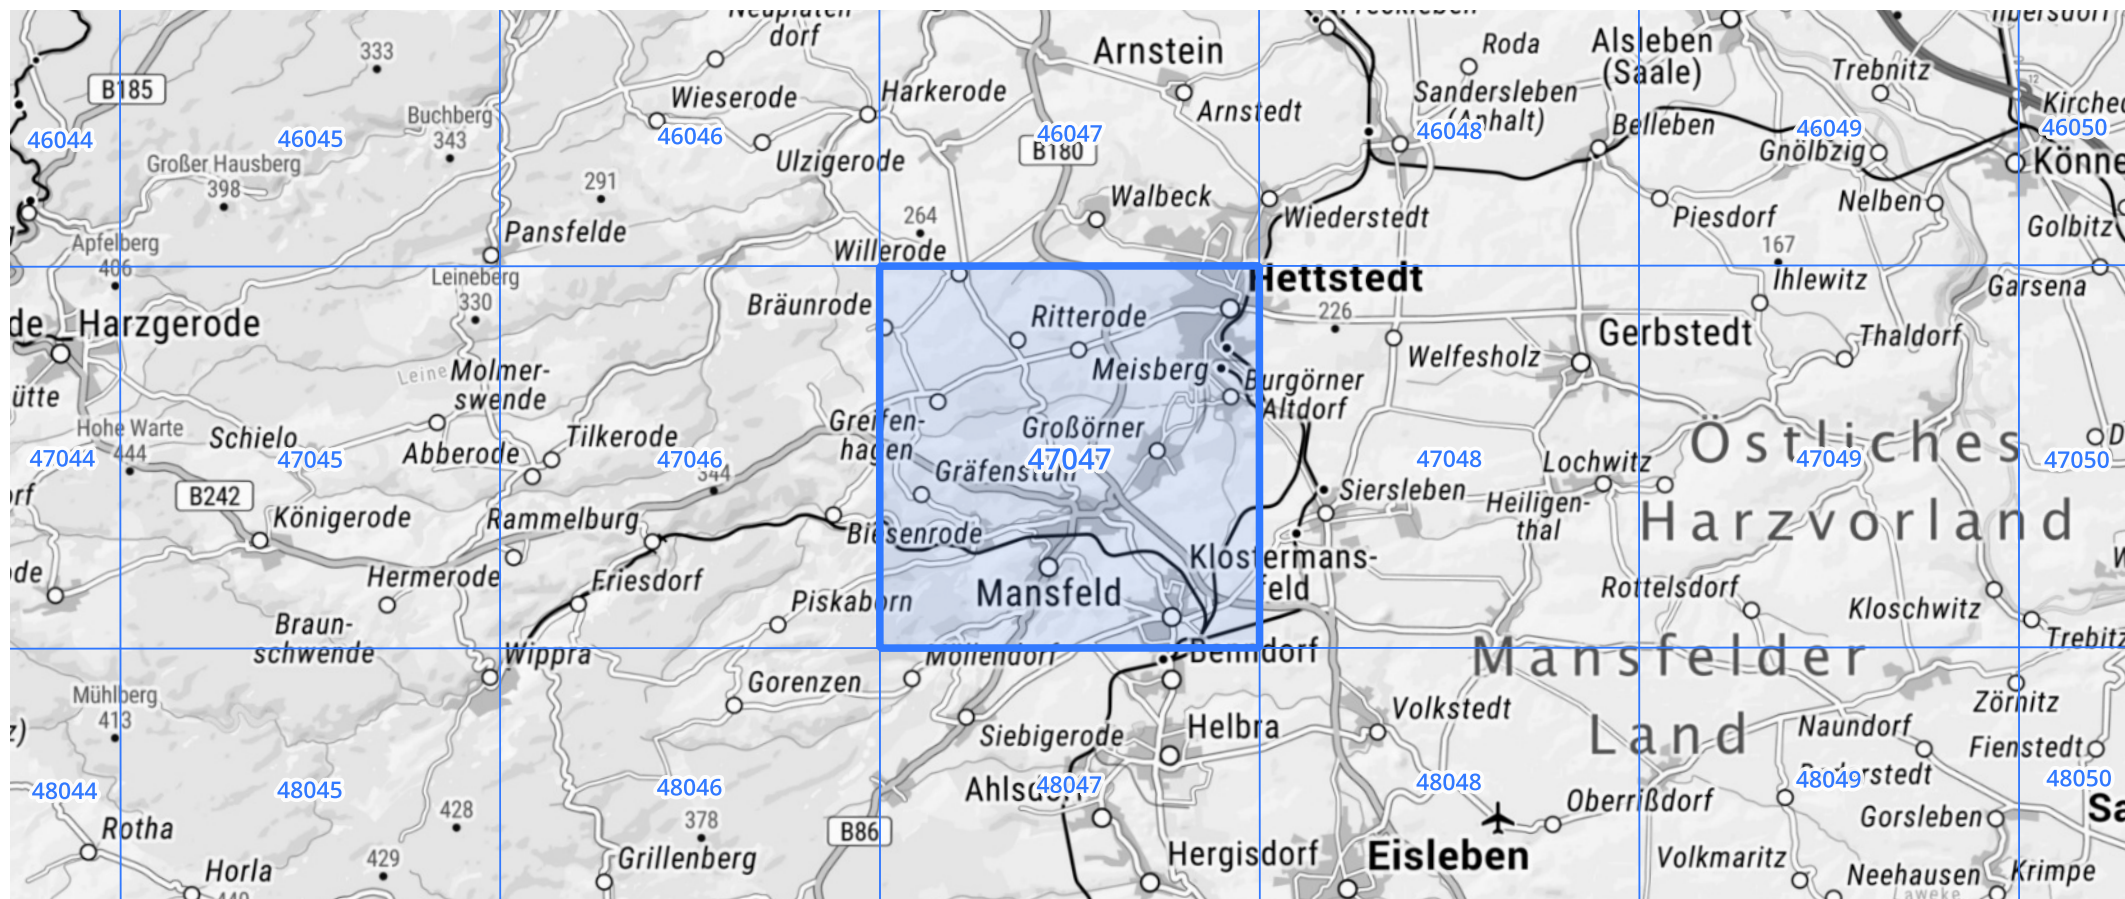 dorf
Arnstein
Roda
Alsleben
(Saale)
333
B185
Trebnitz
Wieserode
Harkerode
Arnstedt
Sandersleben
(Anhalt)
Buchberg
343
46044
46045
46046
46047
46048
Belleben
46049
46050
Großer Hausberg
398
Ulzigerode
B180
Gnölbzig
291
Walbeck
Wiederstedt
Piesdorf
Nelben
Golbitz
Pansfelde
264
Willerode
Apfelberg
406
167
Leineberg
330
Hettstedt
Ihlewitz
Garsena
Bräunrode
Ritterode
226
Harzgerode
Gerbstedt
Thaldorf
Welfesholz
Leine
Molmer-
swende
Meisberg
Burgörner
Altdorf
ütte
Hohe Warte
444
Schielo
Abberode
Tilkerode
Greifen-
hagen
Großörner
Östliches
Harzvorland
47044
47045
47046
47047
47048
47049
47050
344
Gräfenstuhl
Lochwitz
B242
Siersleben
Heiligen-
thal
Königerode
Rammelburg
Biesenrode
Klostermans-
feld
Hermerode
Friesdorf
Mansfeld
Rottelsdorf
Kloschwitz
Piskaborn
Braun-
schwende
Trebitz
Wippra
Möllendorf
Benndorf
Mansfelder
Land
Mühlberg
413
Gorenzen
Zörnitz
Volkstedt
Siebigerode
Helbra
Naundorf
Fienstedt
48044
48045
48046
48047
48048
48049
48050
428
Oberrißdorf
Gorsleben
Rotha
378
B86
429
Grillenberg
Hergisdorf
Eisleben
Volkmaritz
Horla
Neehausen
Krimpe
Laweke